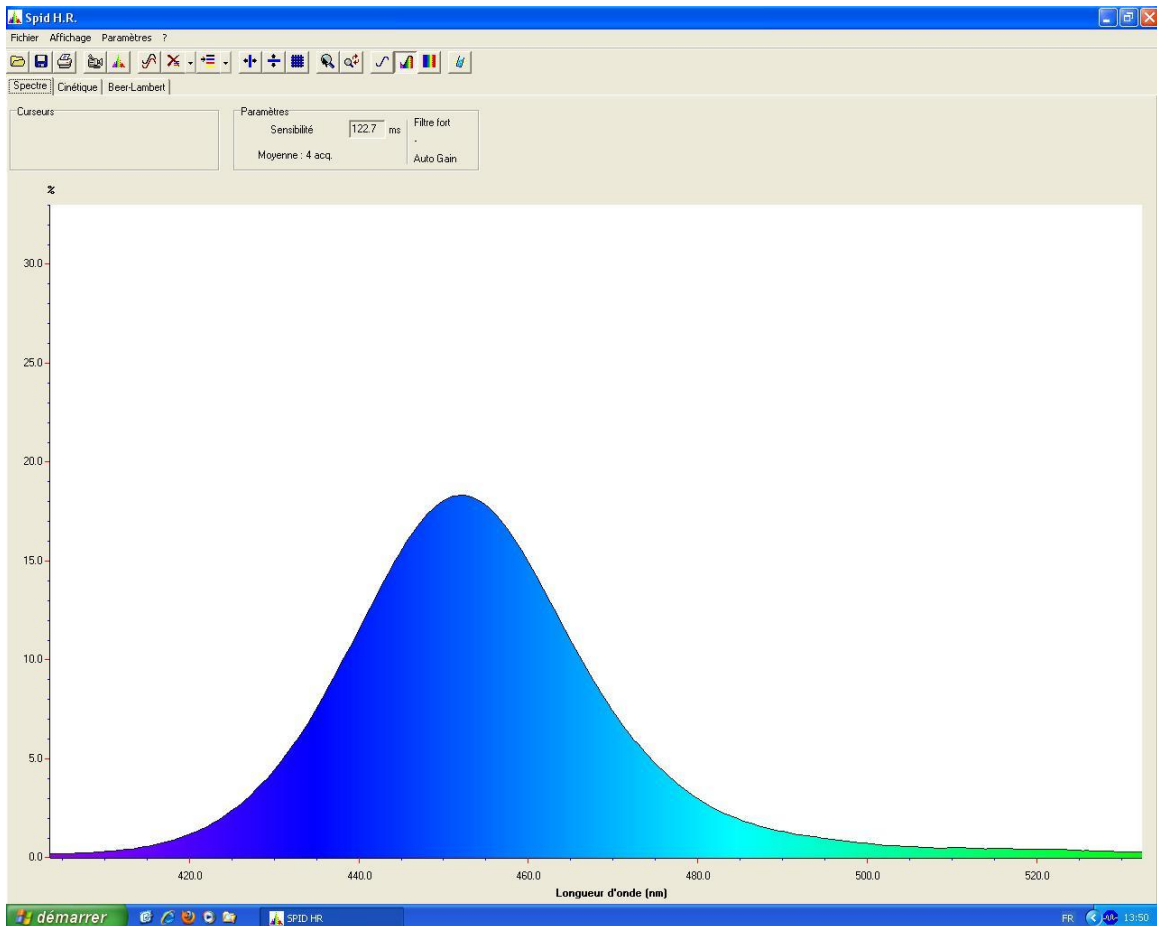 Spid H.R.
Fichier Affichage Paramètres ?
Spectre Cinétique Beer-Lambert
Curseurs
Paramètres
Sensibilité 122.7 ms
Moyenne : 4 acq.
Filtre fort
-
Auto Gain
%
30.0
25.0
20.0
15.0
10.0
5.0
0.0
420.0 440.0 460.0 480.0 500.0 520.0
Longueur d'onde (nm)
démarrer SPID HR FR 13:50